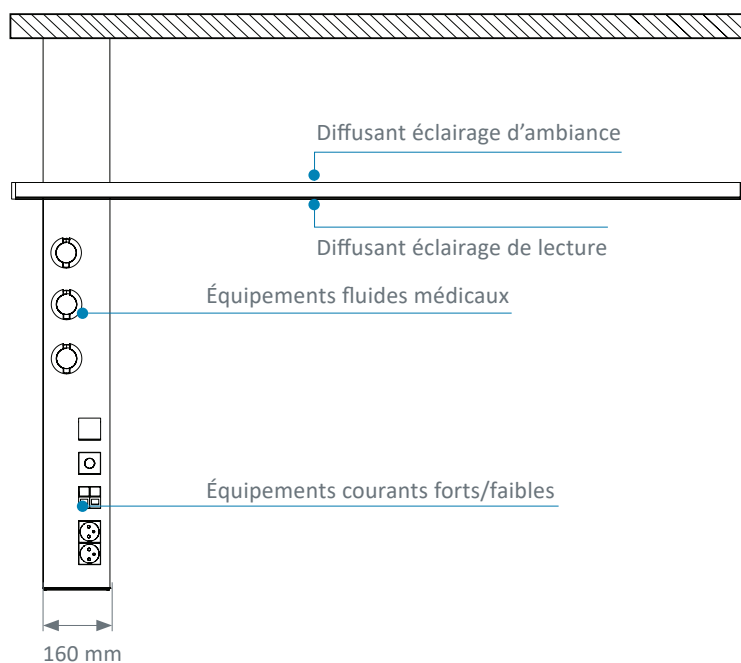 Diffusant éclairage d’ambiance
Diffusant éclairage de lecture
Équipements fluides médicaux
Équipements courants forts/faibles
160 mm